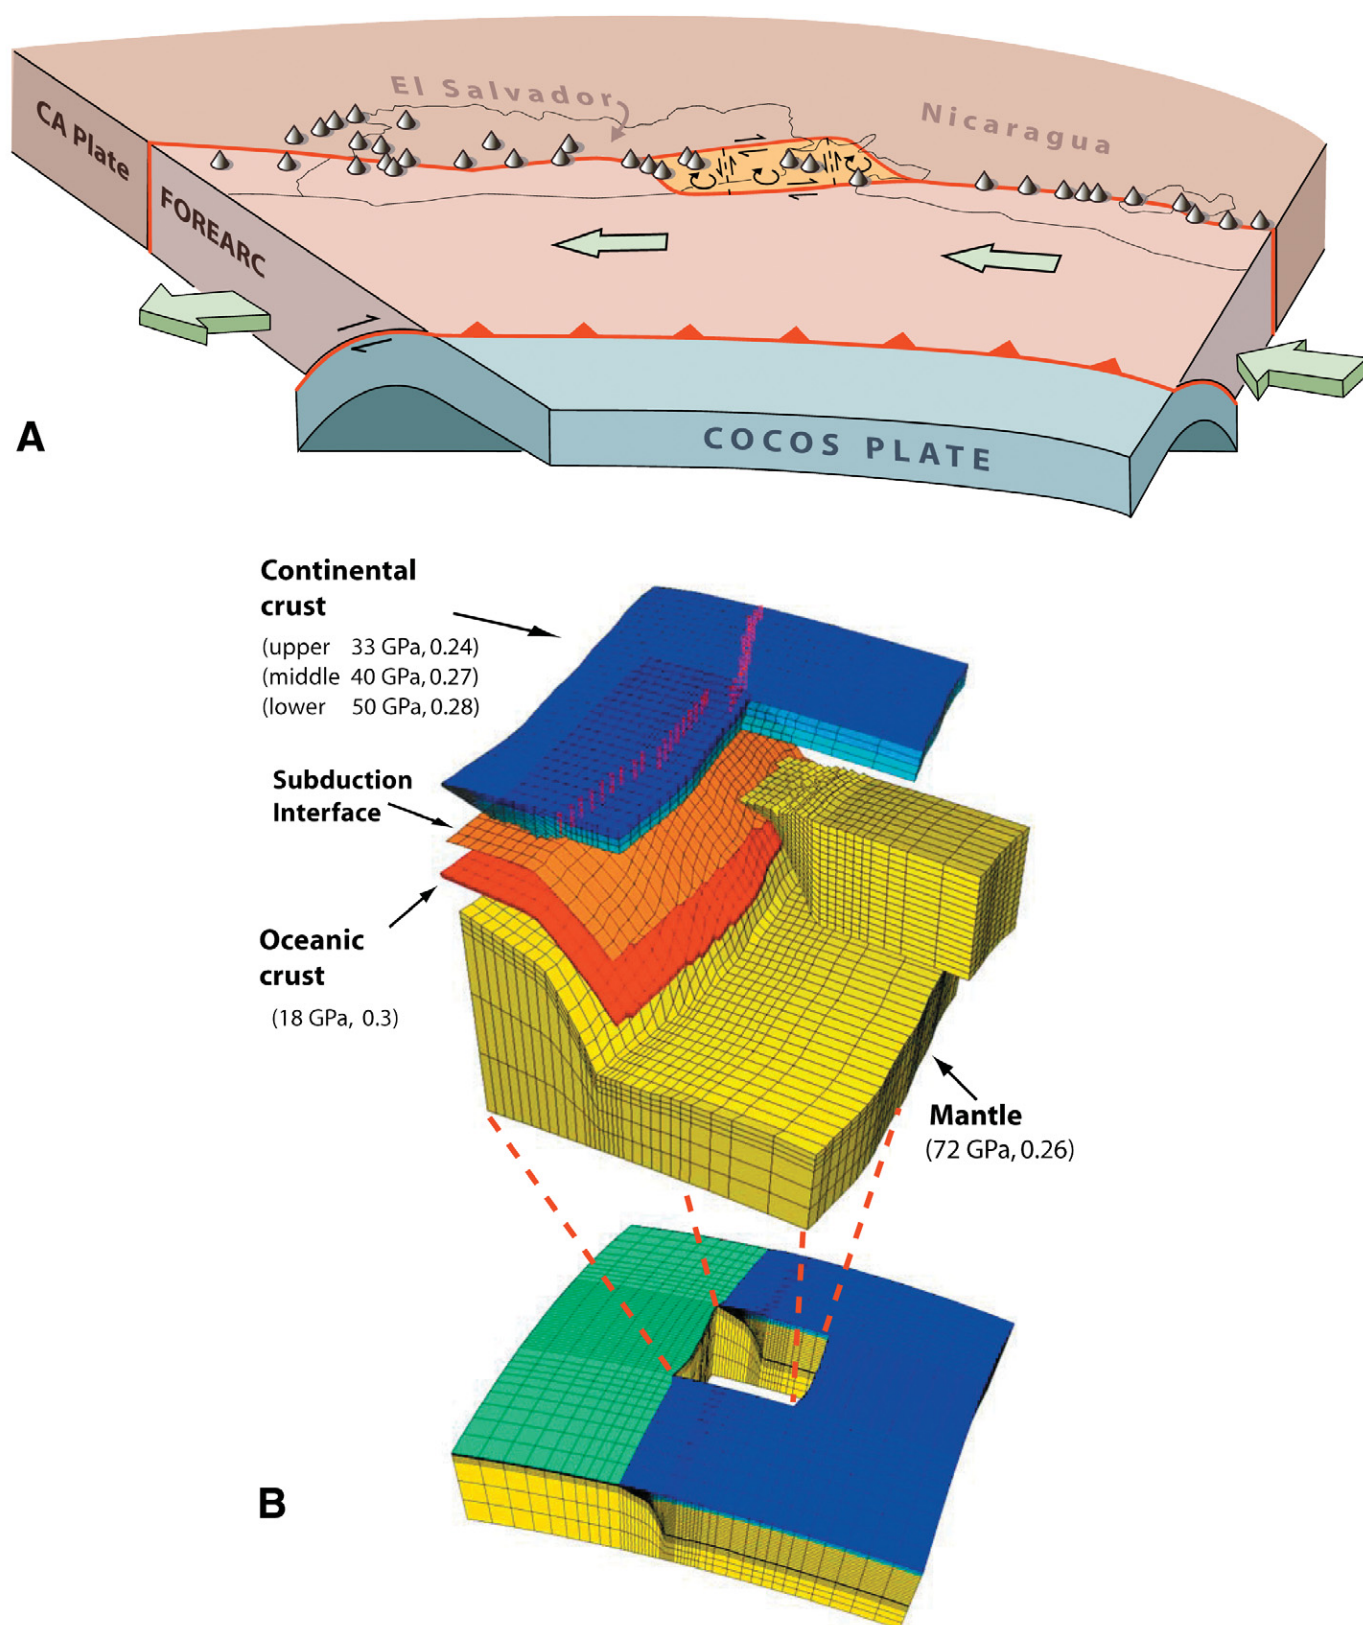 El Salvador
Nicaragua
CA Plate
FOREARC
COCOS PLATE
A
Continental
crust
(upper 33 GPa, 0.24)
(middle 40 GPa, 0.27)
(lower 50 GPa, 0.28)
Subduction
Interface
Oceanic
crust
(18 GPa, 0.3)
Mantle
(72 GPa, 0.26)
B